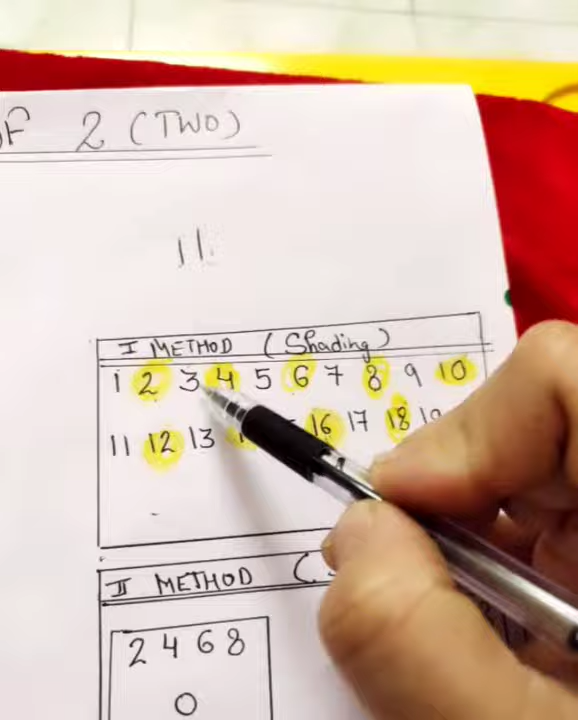 OF 2 (TWO)
11.
I METHOD (Shading)
1 2 3 4 5 6 7 8 9 10
11 12 13 16 17 18
II METHOD (
2 4 6 8
0